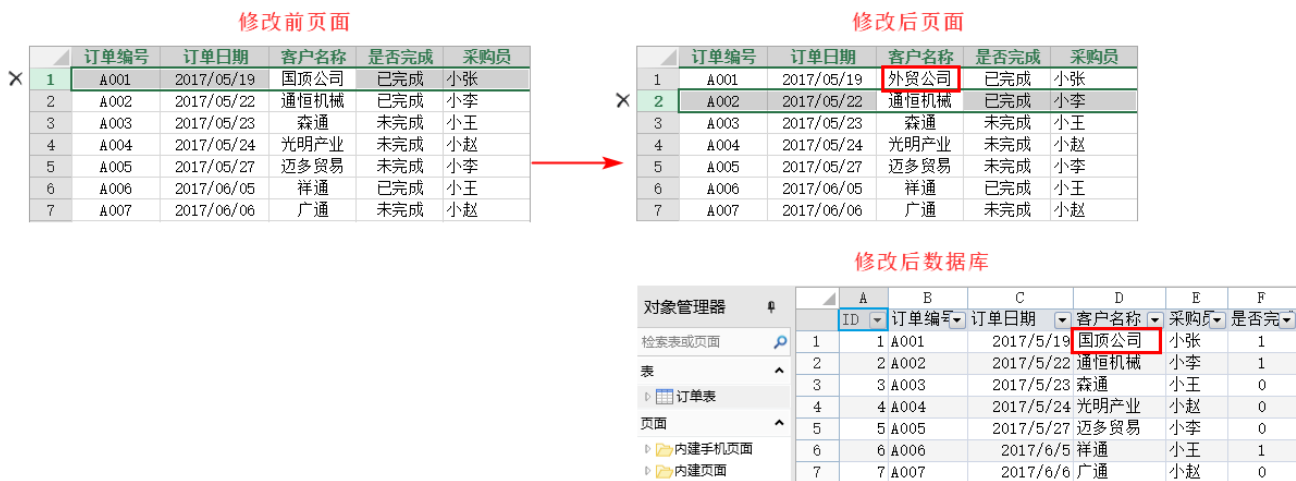 修改前页面
订单编号 订单日期 客户名称 是否完成 采购员
1 A001 2017/05/19 国顶公司 已完成 小张
2 A002 2017/05/22 通恒机械 已完成 小李
3 A003 2017/05/23 森通 未完成 小王
4 A004 2017/05/24 光明产业 未完成 小赵
5 A005 2017/05/27 迈多贸易 未完成 小李
6 A006 2017/06/05 祥通 已完成 小王
7 A007 2017/06/06 广通 未完成 小赵
修改后页面
订单编号 订单日期 客户名称 是否完成 采购员
1 A001 2017/05/19 外贸公司 已完成 小张
2 A002 2017/05/22 通恒机械 已完成 小李
3 A003 2017/05/23 森通 未完成 小王
4 A004 2017/05/24 光明产业 未完成 小赵
5 A005 2017/05/27 迈多贸易 未完成 小李
6 A006 2017/06/05 祥通 已完成 小王
7 A007 2017/06/06 广通 未完成 小赵
修改后数据库
对象管理器
检索表或页面
表
订单表
页面
内建手机页面
内建页面
A B C D E F
ID 订单编号 订单日期 客户名称 采购员 是否完
1 1 A001 2017/5/19 国顶公司 小张 1
2 2 A002 2017/5/22 通恒机械 小李 1
3 3 A003 2017/5/23 森通 小王 0
4 4 A004 2017/5/24 光明产业 小赵 0
5 5 A005 2017/5/27 迈多贸易 小李 0
6 6 A006 2017/6/5 祥通 小王 1
7 7 A007 2017/6/6 广通 小赵 0